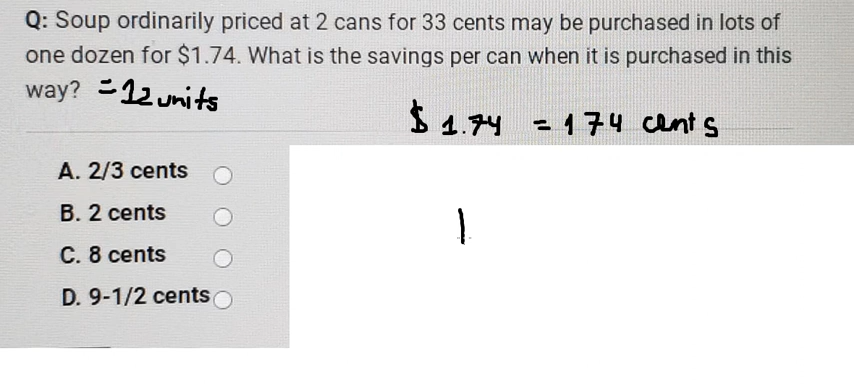 Q: Soup ordinarily priced at 2 cans for 33 cents may be purchased in lots of
one dozen for $1.74. What is the savings per can when it is purchased in this
way? = 12 units
$ 1.74 = 174 cents
A. 2/3 cents
B. 2 cents
C. 8 cents
D. 9-1/2 cents